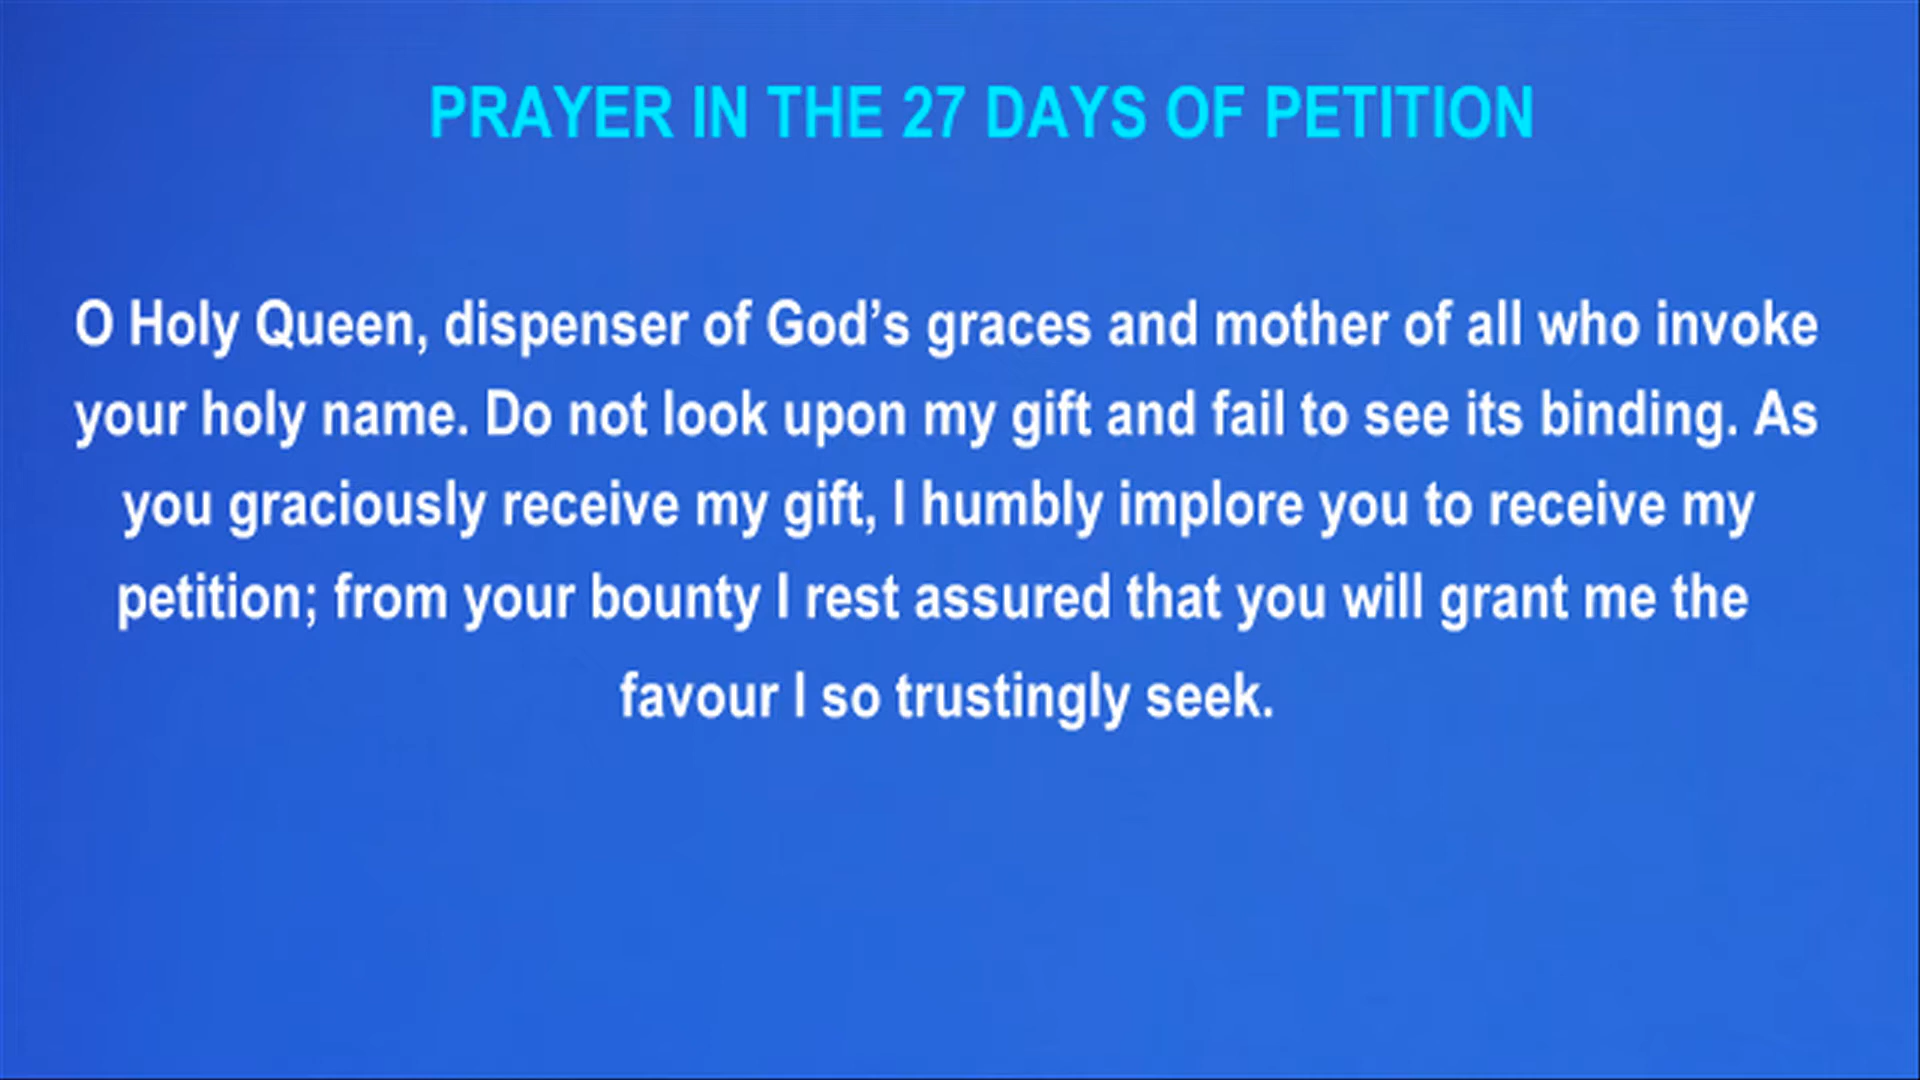 PRAYER IN THE 27 DAYS OF PETITION
O Holy Queen, dispenser of God’s graces and mother of all who invoke
your holy name. Do not look upon my gift and fail to see its binding. As
you graciously receive my gift, I humbly implore you to receive my
petition; from your bounty I rest assured that you will grant me the
favour I so trustingly seek.